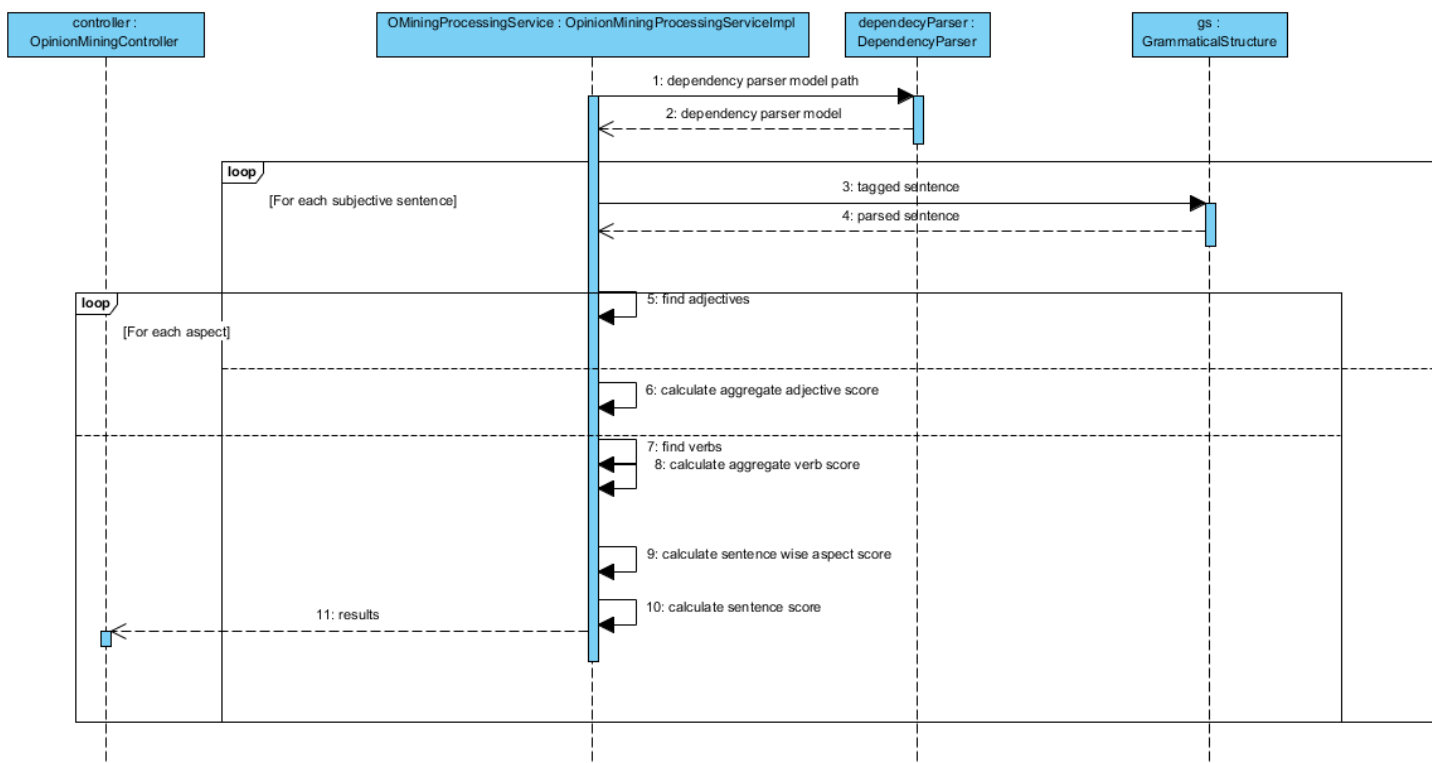 controller :
OpinionMiningController
OMiningProcessingService : OpinionMiningProcessingServiceImpl
dependecyParser :
DependencyParser
gs :
GrammaticalStructure
1: dependency parser model path
2: dependency parser model
loop
[For each subjective sentence]
3: tagged sentence
4: parsed sentence
loop
[For each aspect]
5: find adjectives
6: calculate aggregate adjective score
7: find verbs
8: calculate aggregate verb score
9: calculate sentence wise aspect score
10: calculate sentence score
11: results